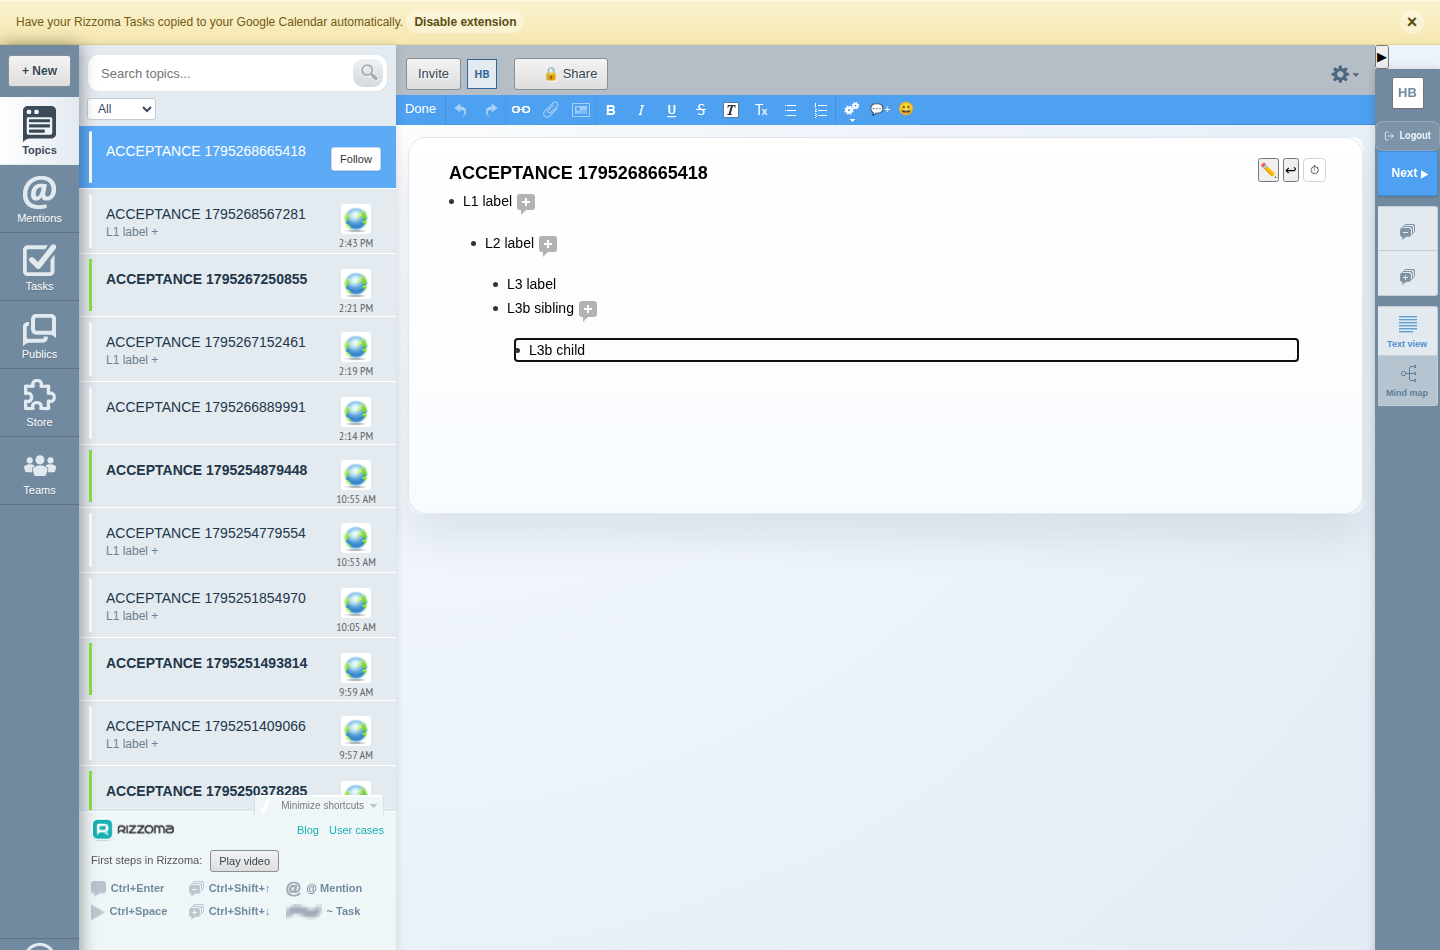 Have your Rizzoma Tasks copied to your Google Calendar automatically. Disable extension
+ New
Topics
Mentions
Tasks
Publics
Store
Teams
Search topics...
All
ACCEPTANCE 1795268665418
Follow
ACCEPTANCE 1795268567281
L1 label +
2:43 PM
ACCEPTANCE 1795267250855
2:21 PM
ACCEPTANCE 1795267152461
L1 label +
2:19 PM
ACCEPTANCE 1795266889991
2:14 PM
ACCEPTANCE 1795254879448
10:55 AM
ACCEPTANCE 1795254779554
L1 label +
10:53 AM
ACCEPTANCE 1795251854970
L1 label +
10:05 AM
ACCEPTANCE 1795251493814
9:59 AM
ACCEPTANCE 1795251409066
L1 label +
9:57 AM
ACCEPTANCE 1795250378285
Minimize shortcuts
RIZZOMA
Blog User cases
First steps in Rizzoma: Play video
Ctrl+Enter Ctrl+Shift+↑ @ Mention
Ctrl+Space Ctrl+Shift+↓ ~ Task
Invite HB Share
Done B I U S T Tx
ACCEPTANCE 1795268665418
L1 label
L2 label
L3 label
L3b sibling
L3b child
HB
Logout
Next
Text view
Mind map